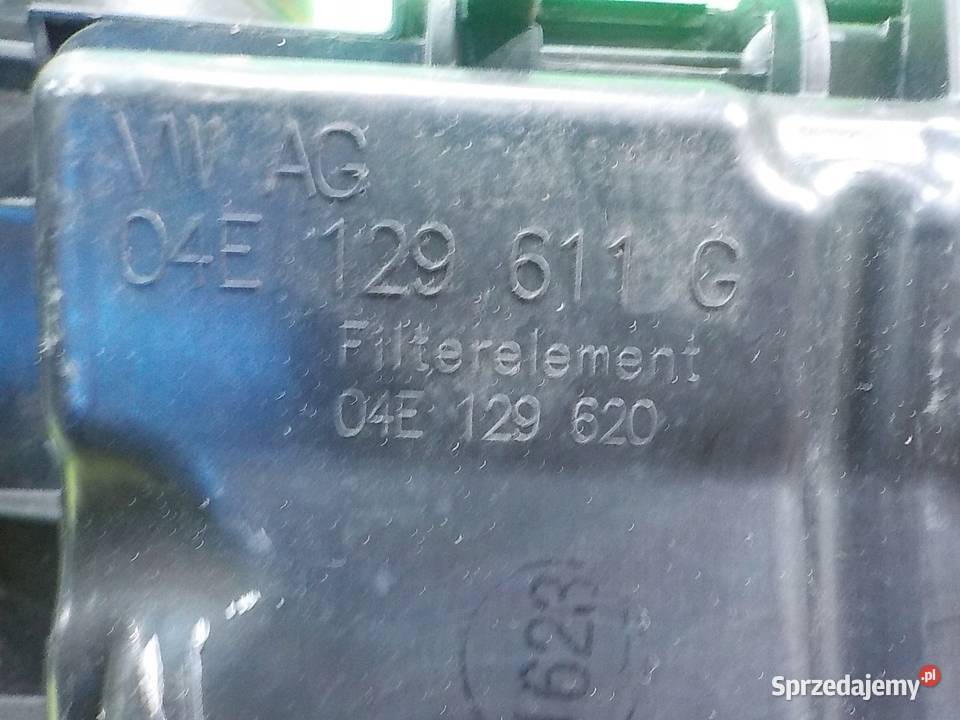 VW AG
04E 129 611 G
Filterelement
04E 129 620
Sprzedajemy.pl